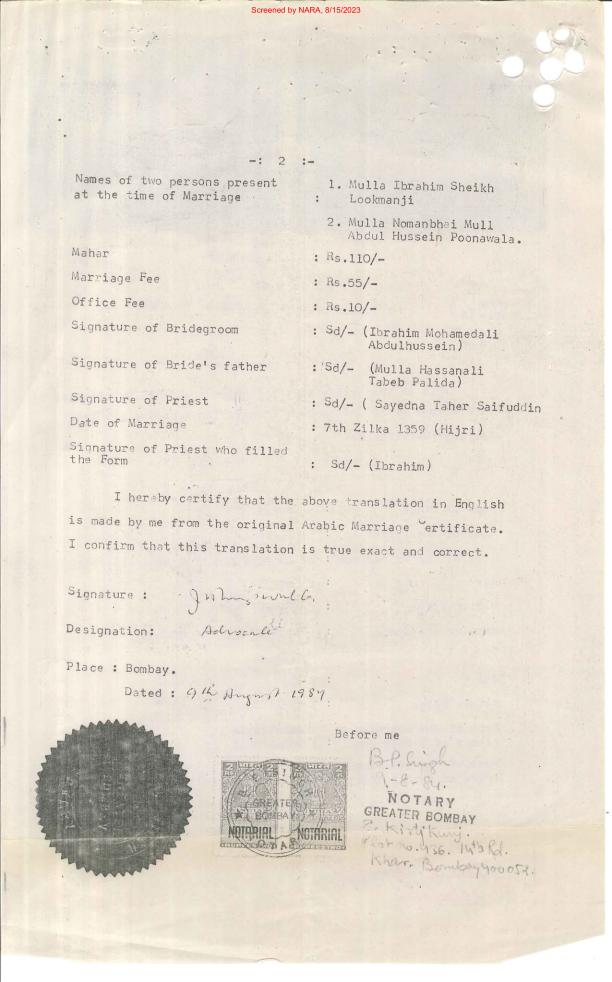 Screened by NARA, 8/15/2023
-: 2 :-
Names of two persons present at the time of Marriage : 1. Mulla Ibrahim Sheikh Lookmanji
2. Mulla Nomanbhai Mull Abdul Hussein Poonawala.
Mahar : Rs.110/-
Marriage Fee : Rs.55/-
Office Fee : Rs.10/-
Signature of Bridegroom : Sd/- (Ibrahim Mohamedali Abdulhussein)
Signature of Bride's father : Sd/- (Mulla Hassanali Tabeb Palida)
Signature of Priest : Sd/- ( Sayedna Taher Saifuddin
Date of Marriage : 7th Zilka 1359 (Hijri)
Signature of Priest who filled the Form : Sd/- (Ibrahim)
I hereby certify that the above translation in English
is made by me from the original Arabic Marriage Certificate.
I confirm that this translation is true exact and correct.
Signature :
Designation: Advocate
Place : Bombay.
Dated : 9th August 1984
Before me
B.P. Singh
-8-84.
NOTARY
GREATER BOMBAY
Plot no. 436. 14th Rd.
Khar. Bombay 400052.
GREATER
BOMBAY
NOTARIAL NOTARIAL